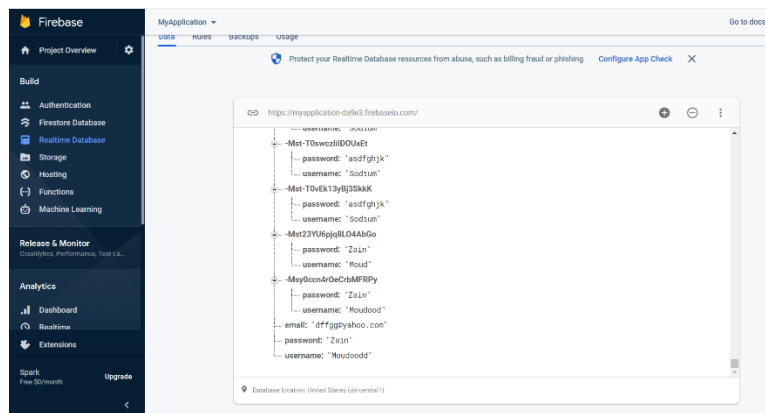 Firebase
MyApplication
Go to docs
Data Rules Backups Usage
Project Overview
Protect your Realtime Database resources from abuse, such as billing fraud or phishing Configure App Check
Build
Authentication
Firestore Database
Realtime Database
Storage
Hosting
Functions
Machine Learning
Release & Monitor
Crashlytics, Performance, Test La...
Analytics
Dashboard
Realtime
Extensions
Spark
Free $0/month
Upgrade
https://myapplication-da9e3.firebaseio.com/
username: "Sodium"
-Mst-T0swczIilDOUxEt
password: "asdfghjk"
username: "Sodium"
-Mst-T0vEk13yBj3SkkK
password: "asdfghjk"
username: "Sodium"
-Mst23YU6pjq8LO4AbGo
password: "Zain"
username: "Moud"
-Msy0ccn4rOeCrbMFRPy
password: "Zain"
username: "Moudood"
email: "dffgg@yahoo.com"
password: "Zain"
username: "Moudoodd"
Database location: United States (us-central1)